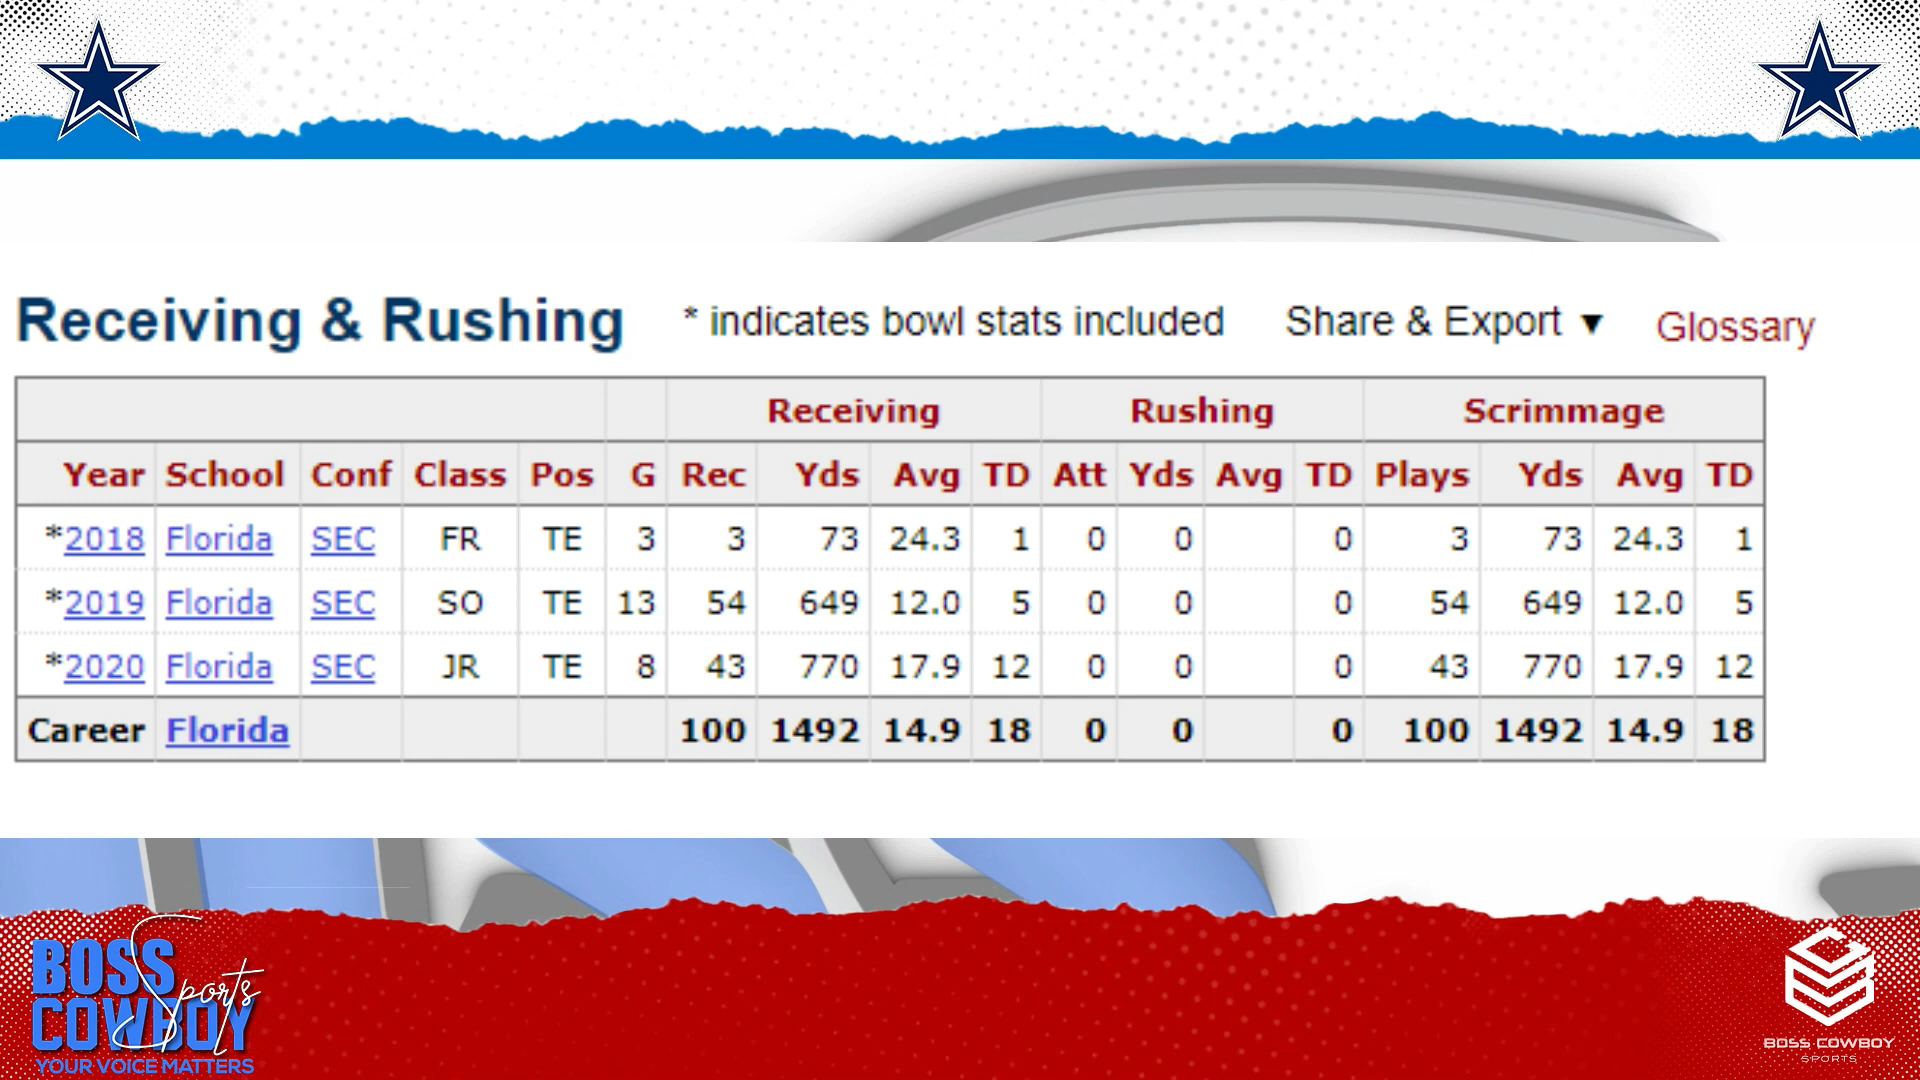 Receiving & Rushing * indicates bowl stats included Share & Export ▼ Glossary
Receiving Rushing Scrimmage
Year School Conf Class Pos G Rec Yds Avg TD Att Yds Avg TD Plays Yds Avg TD
*2018 Florida SEC FR TE 3 3 73 24.3 1 0 0 0 3 73 24.3 1
*2019 Florida SEC SO TE 13 54 649 12.0 5 0 0 0 54 649 12.0 5
*2020 Florida SEC JR TE 8 43 770 17.9 12 0 0 0 43 770 17.9 12
Career Florida 100 1492 14.9 18 0 0 0 100 1492 14.9 18
BOSS
Sports
COWBOY
YOUR VOICE MATTERS
BOSS COWBOY
SPORTS